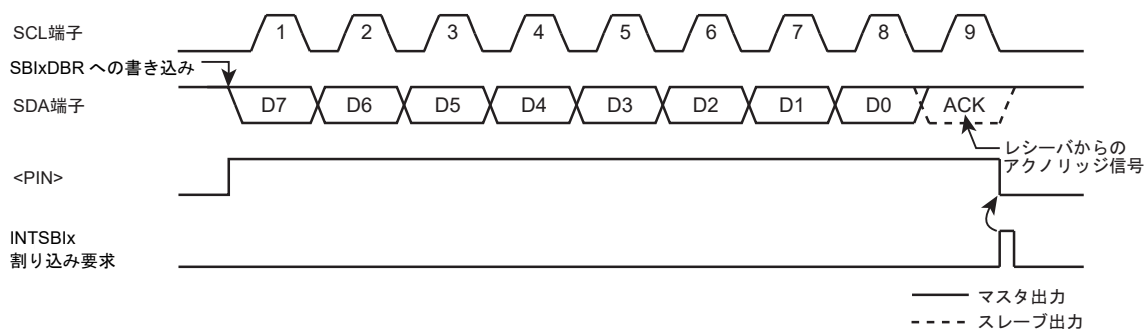 SCL端子
1 2 3 4 5 6 7 8 9
SBIxDBR への書き込み
SDA端子
D7 D6 D5 D4 D3 D2 D1 D0 ACK
レシーバからの
アクノリッジ信号
<PIN>
INTSBIx
割り込み要求
マスタ出力
スレーブ出力